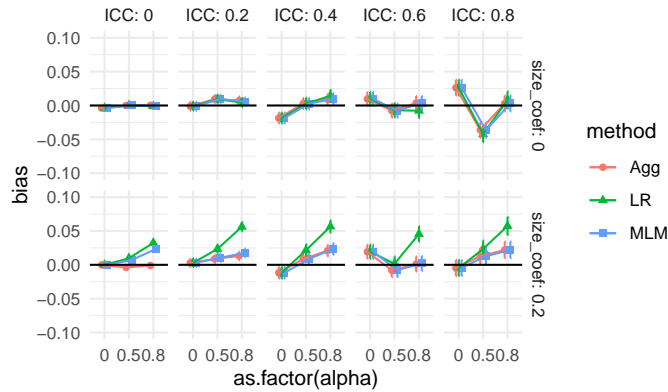 ICC: 0 ICC: 0.2 ICC: 0.4 ICC: 0.6 ICC: 0.8
0.10
0.05
0.00
−0.05
−0.10
size_coef: 0
0.10
0.05
0.00
−0.05
−0.10
size_coef: 0.2
bias
0 0.50.8 0 0.50.8 0 0.50.8 0 0.50.8 0 0.50.8
as.factor(alpha)
method
Agg
LR
MLM